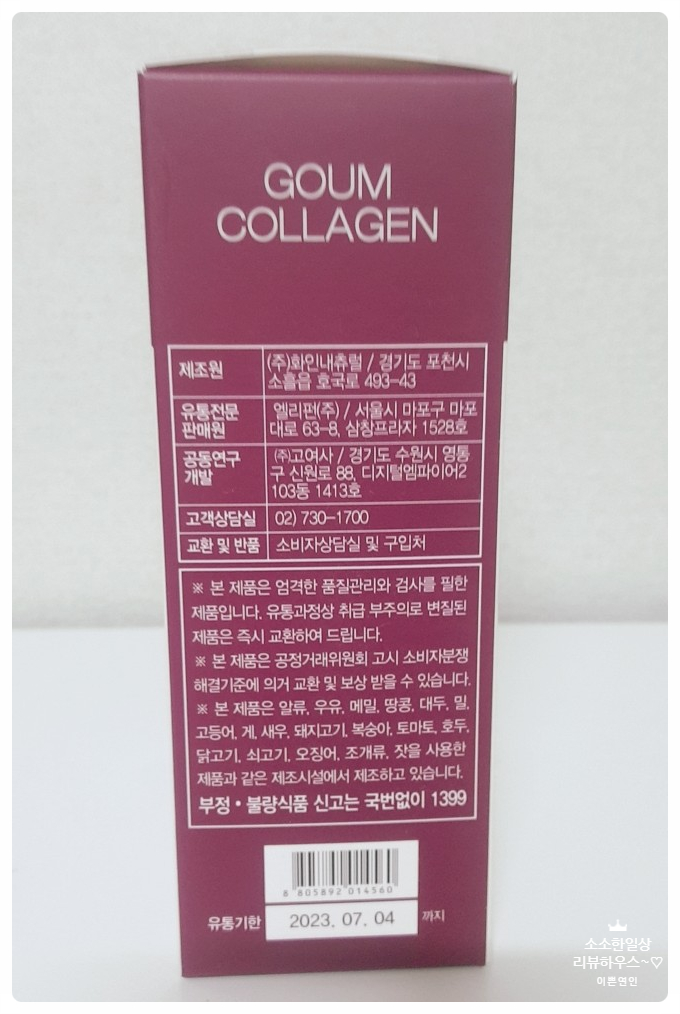 GOUM
COLLAGEN
제조원
(주)화인내츄럴 / 경기도 포천시
소흘읍 호국로 493-43
유통전문
판매원
엘리펀(주) / 서울시 마포구 마포
대로 63-8, 삼창프라자 1528호
공동연구
개발
(주)고여사 / 경기도 수원시 영통
구 신원로 88, 디지털엠파이어2
103동 1413호
고객상담실
02) 730-1700
교환 및 반품
소비자상담실 및 구입처
※ 본 제품은 엄격한 품질관리와 검사를 필한
제품입니다. 유통과정상 취급 부주의로 변질된
제품은 즉시 교환하여 드립니다.
※ 본 제품은 공정거래위원회 고시 소비자분쟁
해결기준에 의거 교환 및 보상 받을 수 있습니다.
※ 본 제품은 알류, 우유, 메밀, 땅콩, 대두, 밀,
고등어, 게, 새우, 돼지고기, 복숭아, 토마토, 호두,
닭고기, 쇠고기, 오징어, 조개류, 잣을 사용한
제품과 같은 제조시설에서 제조하고 있습니다.
부정·불량식품 신고는 국번없이 1399
8 805892 014560
유통기한
2023. 07. 04
까지
소소한일상
리뷰하우스~♡
이쁜연인